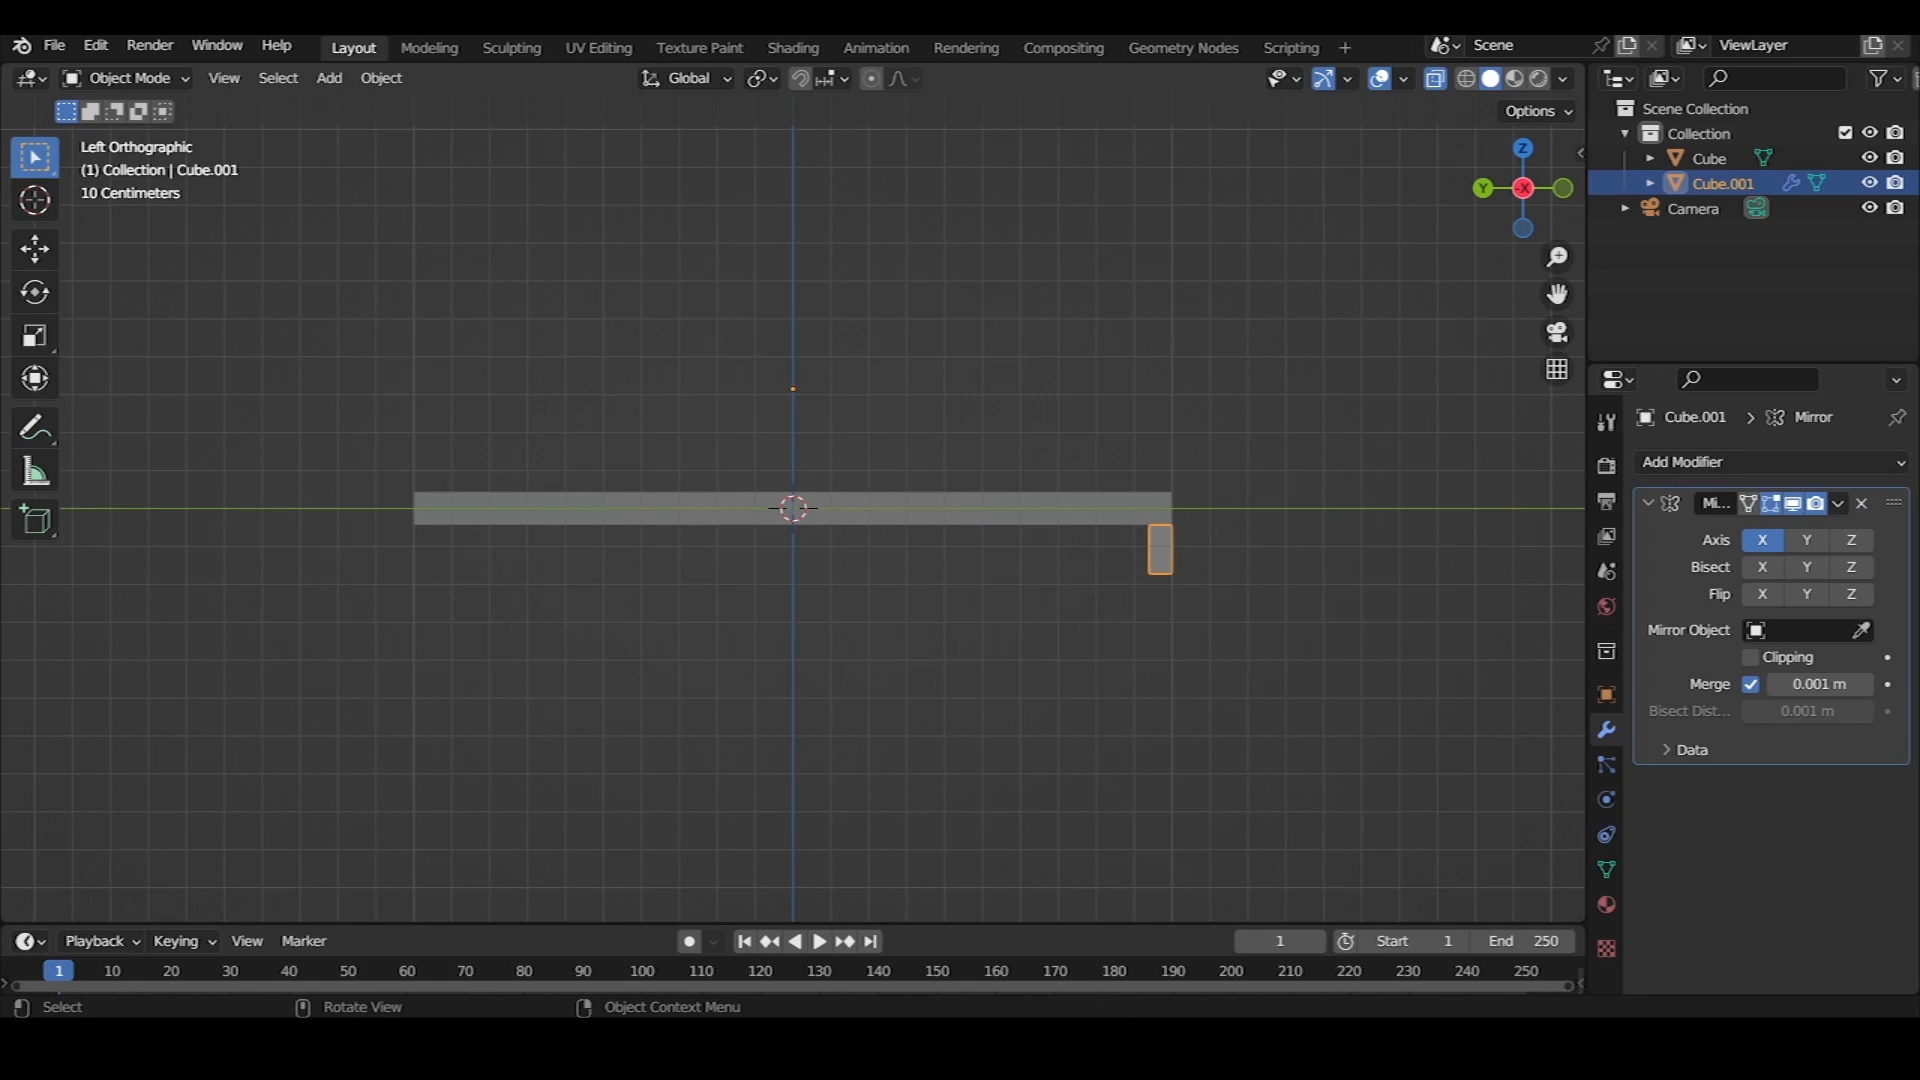 File Edit Render Window Help Layout Modeling Sculpting UV Editing Texture Paint Shading Animation Rendering Compositing Geometry Nodes Scripting + Scene ViewLayer
Object Mode View Select Add Object Global
Options
Left Orthographic
(1) Collection | Cube.001
10 Centimeters
Z
Y
-X
Scene Collection
Collection
Cube
Cube.001
Camera
Cube.001 > Mirror
Add Modifier
Mi...
Axis X Y Z
Bisect X Y Z
Flip X Y Z
Mirror Object
Clipping
Merge 0.001 m
Bisect Dist... 0.001 m
> Data
Playback Keying View Marker 1 Start 1 End 250
1 10 20 30 40 50 60 70 80 90 100 110 120 130 140 150 160 170 180 190 200 210 220 230 240 250
Select Rotate View Object Context Menu